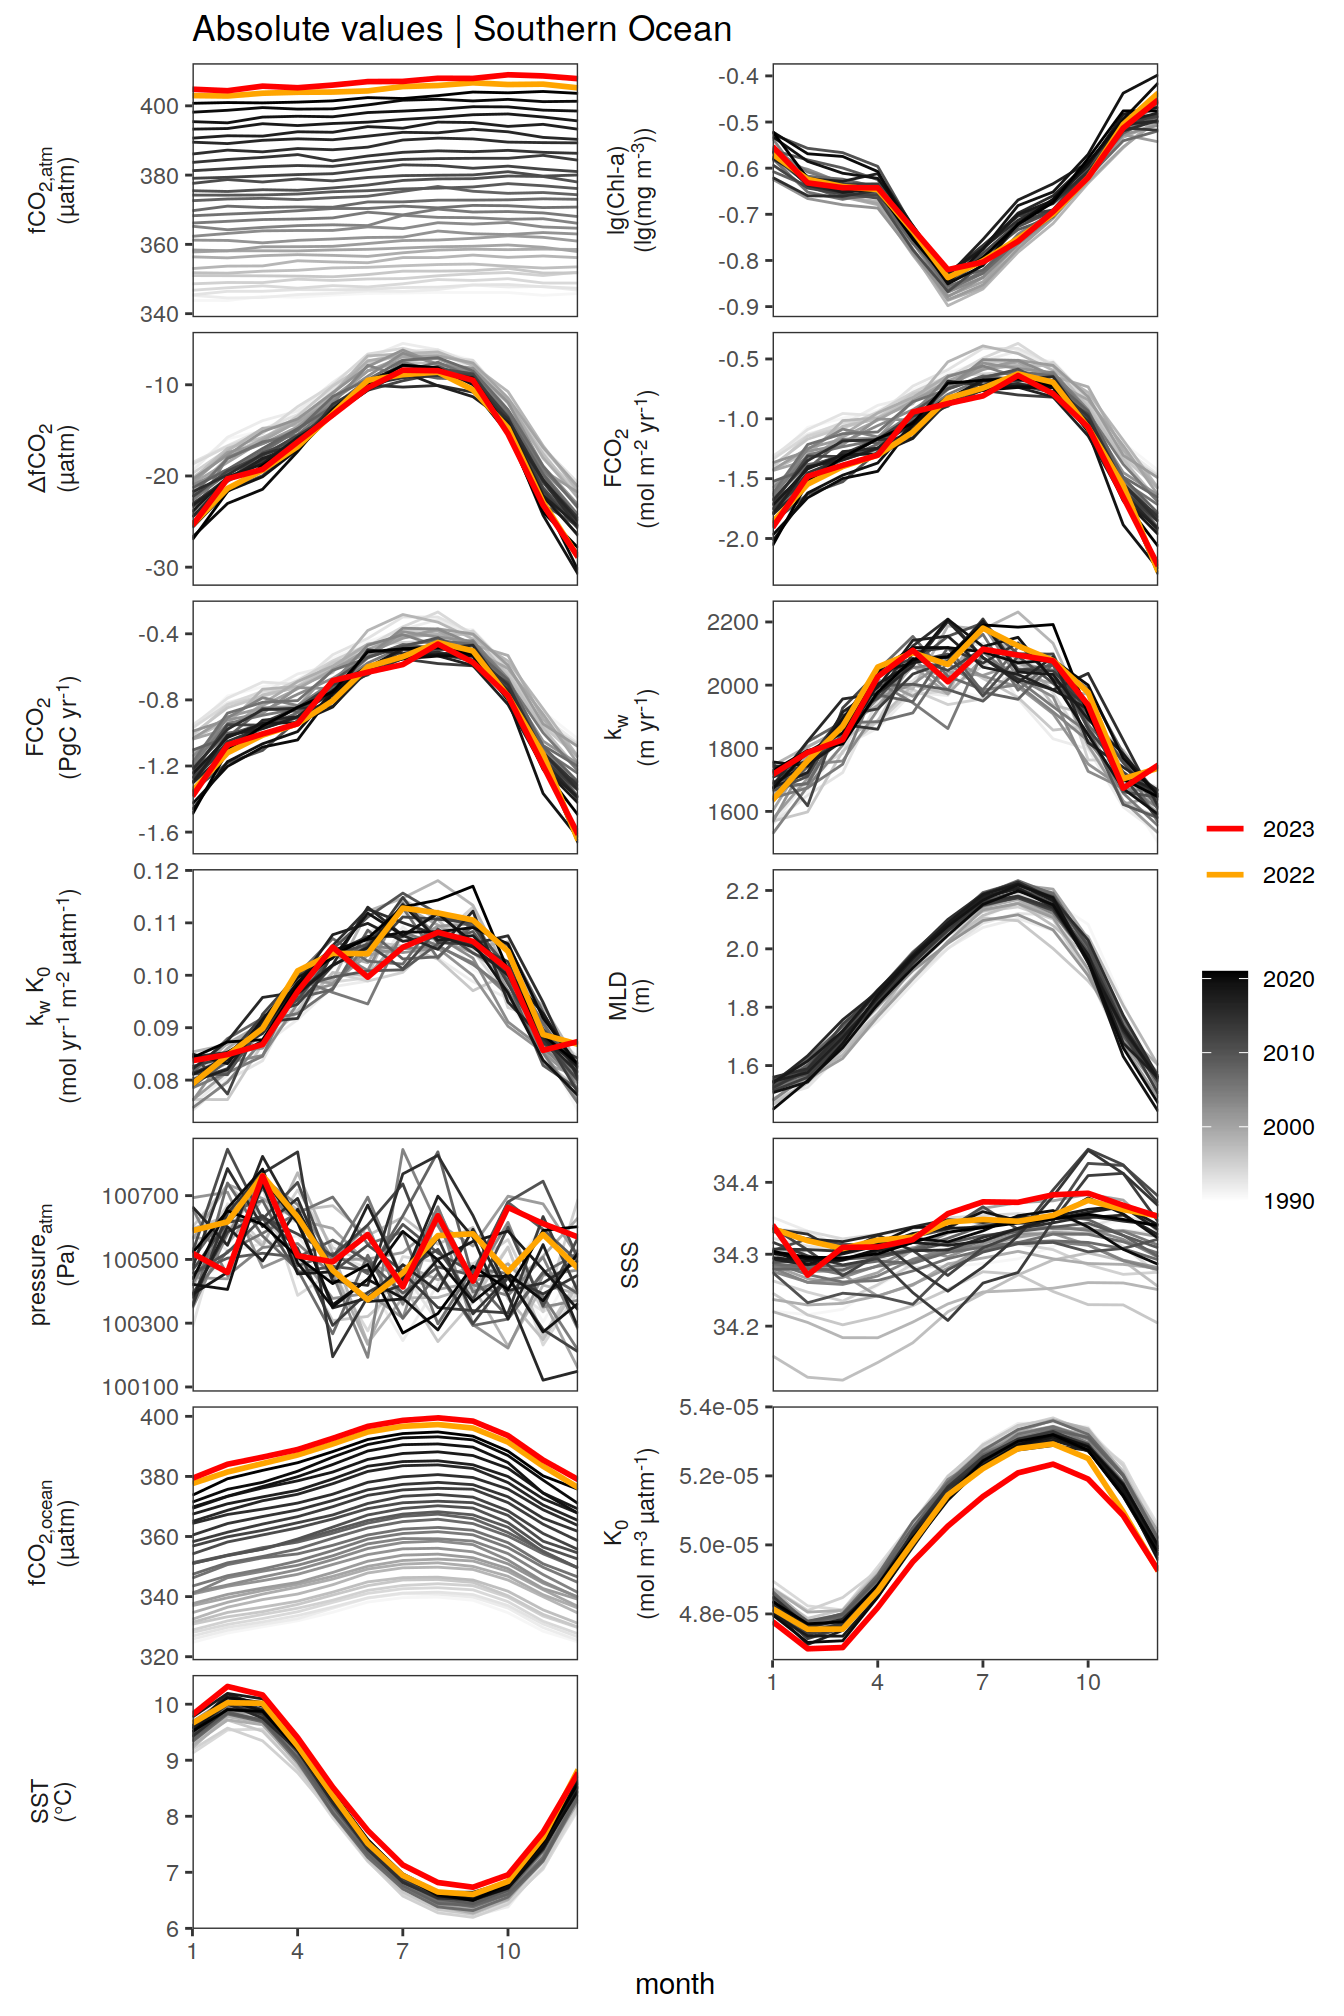 Absolute values | Southern Ocean
fCO2,atm
(µatm)
400
380
360
340
lg(Chl-a)
(lg(mg m-3))
-0.4
-0.5
-0.6
-0.7
-0.8
-0.9
ΔfCO2
(µatm)
-10
-20
-30
FCO2
(mol m-2 yr-1)
-0.5
-1.0
-1.5
-2.0
FCO2
(PgC yr-1)
-0.4
-0.8
-1.2
-1.6
kw
(m yr-1)
2200
2000
1800
1600
kw K0
(mol yr-1 m-2 µatm-1)
0.12
0.11
0.10
0.09
0.08
MLD
(m)
2.2
2.0
1.8
1.6
pressureatm
(Pa)
100700
100500
100300
100100
SSS
34.4
34.3
34.2
fCO2,ocean
(µatm)
400
380
360
340
320
K0
(mol m-3 µatm-1)
5.4e-05
5.2e-05
5.0e-05
4.8e-05
1 4 7 10
SST
(°C)
10
9
8
7
6
1 4 7 10
month
2023
2022
2020
2010
2000
1990